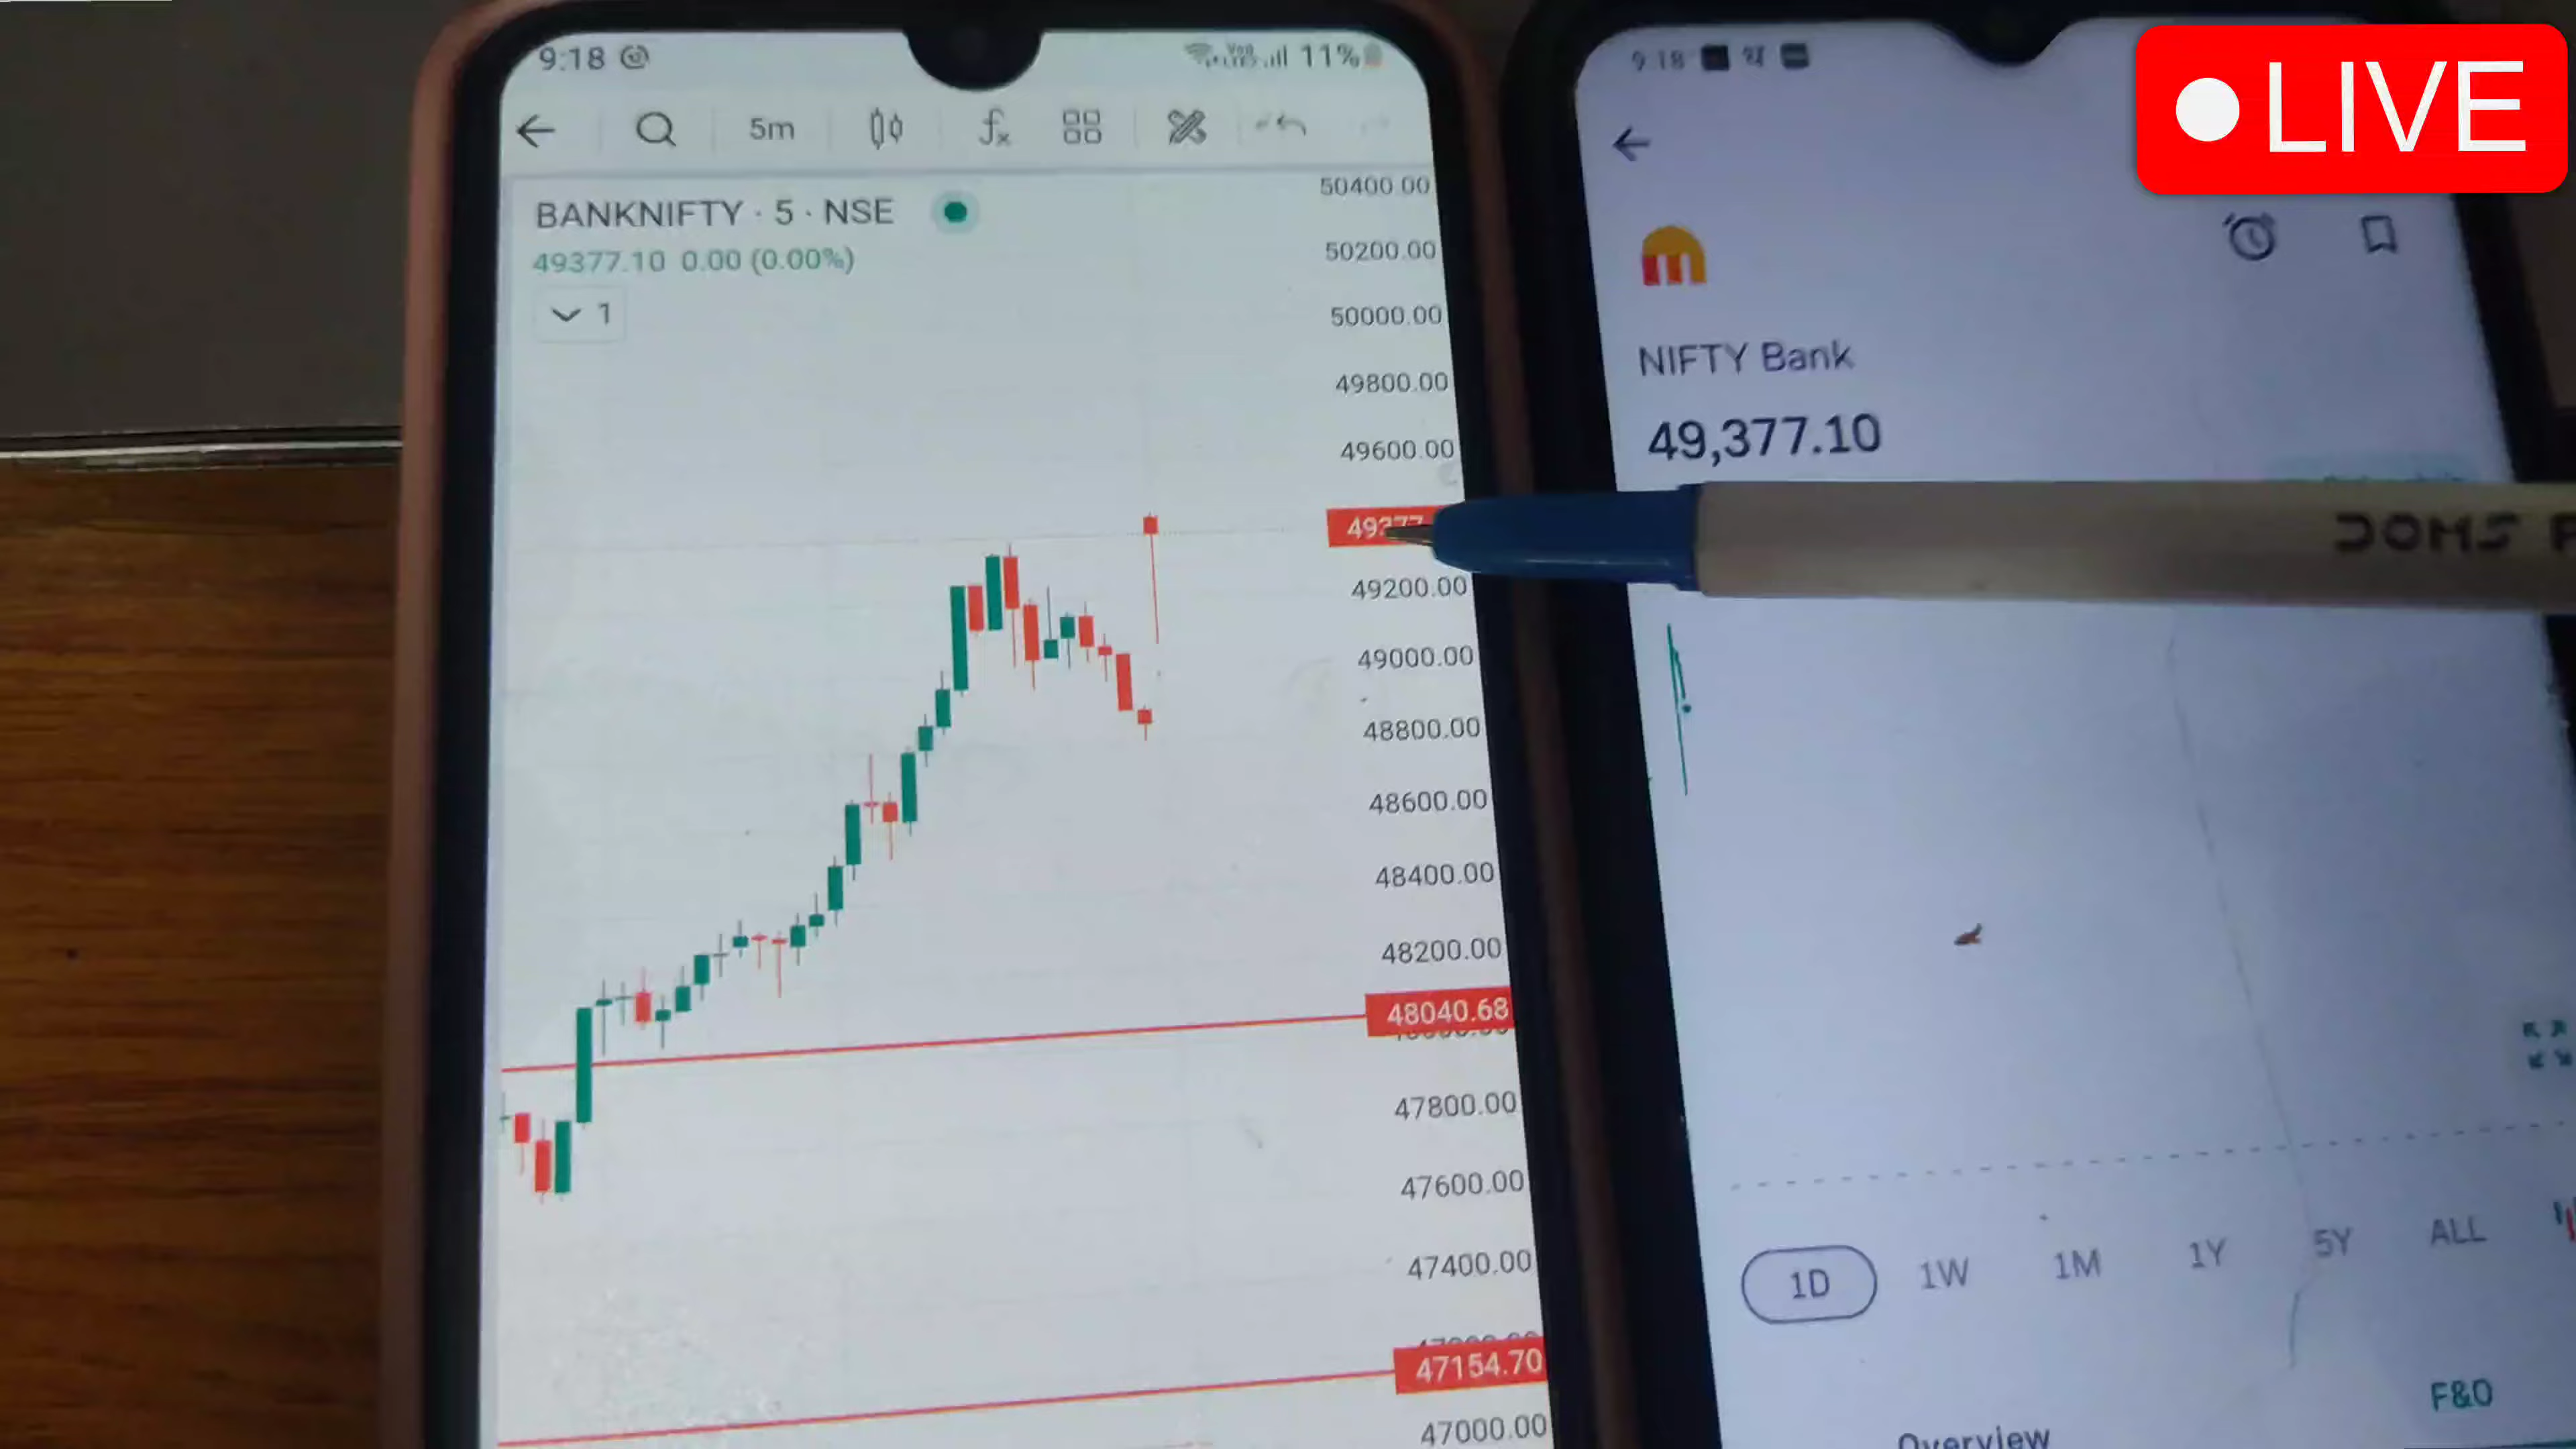 9:18
11%
5m
BANKNIFTY · 5 · NSE
49377.10 0.00 (0.00%)
1
50400.00
50200.00
50000.00
49800.00
49600.00
49200.00
49000.00
48800.00
48600.00
48400.00
48200.00
48040.68
47800.00
47600.00
47400.00
47154.70
47000.00
9:18
LIVE
NIFTY Bank
49,377.10
DOMS
1D 1W 1M 1Y 5Y ALL
F&O
Overview